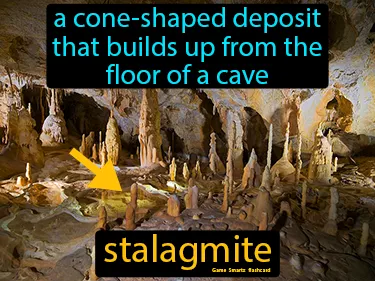 a cone-shaped deposit
that builds up from the
floor of a cave
stalagmite
Game Smartz flashcard